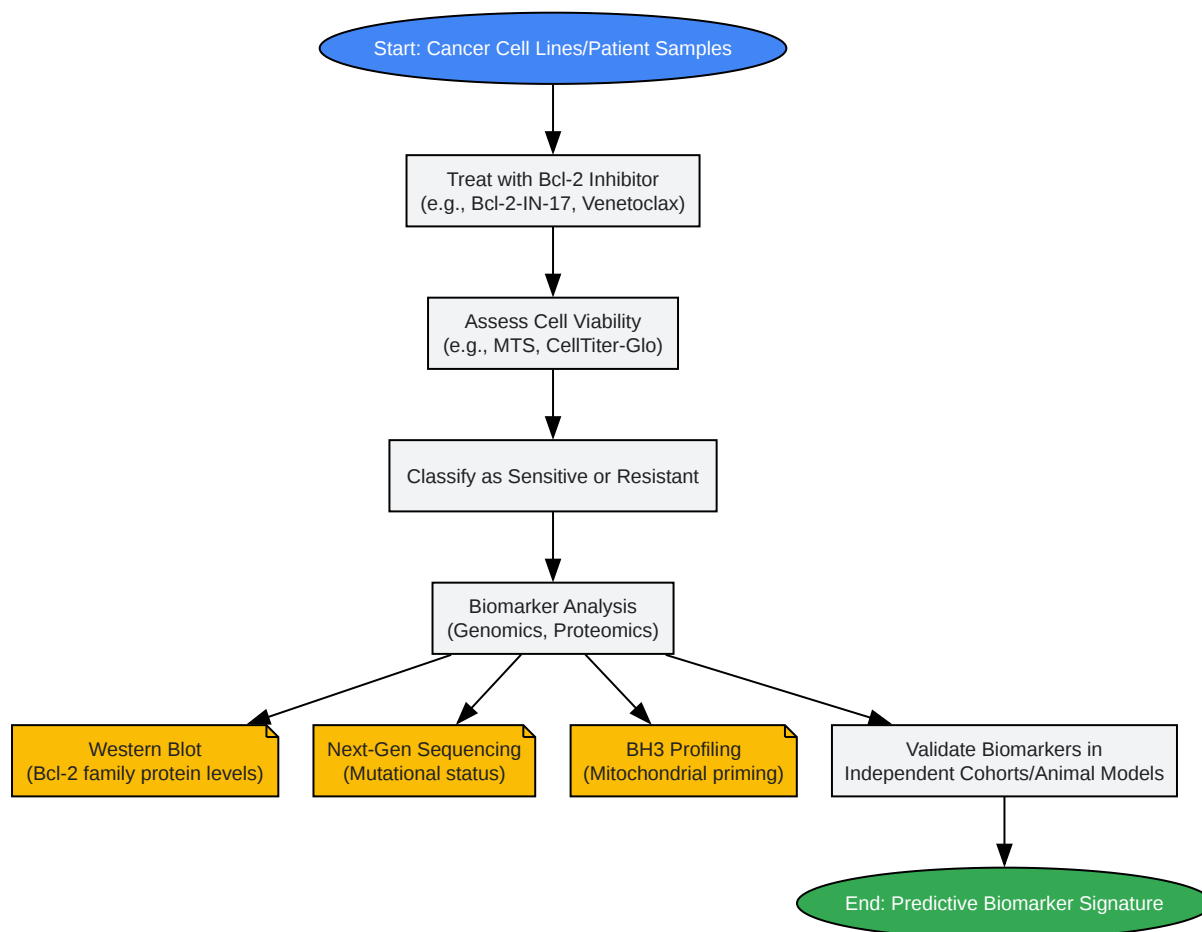 Start: Cancer Cell Lines/Patient Samples
Treat with Bcl-2 Inhibitor
(e.g., Bcl-2-IN-17, Venetoclax)
Assess Cell Viability
(e.g., MTS, CellTiter-Glo)
Classify as Sensitive or Resistant
Biomarker Analysis
(Genomics, Proteomics)
Western Blot
(Bcl-2 family protein levels)
Next-Gen Sequencing
(Mutational status)
BH3 Profiling
(Mitochondrial priming)
Validate Biomarkers in
Independent Cohorts/Animal Models
End: Predictive Biomarker Signature